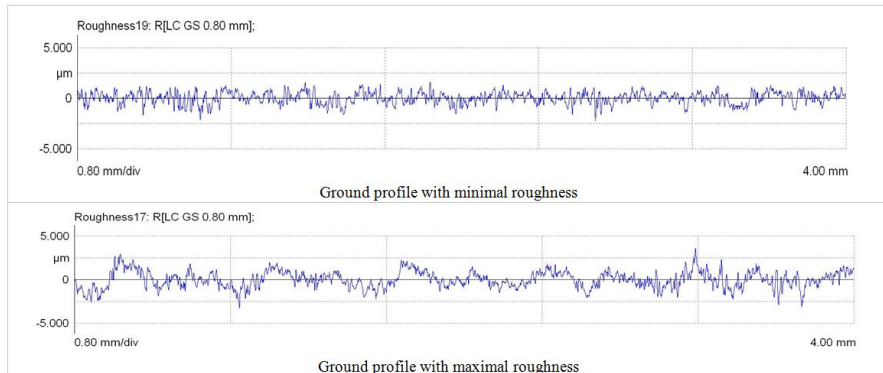 Roughness19: R[LC GS 0.80 mm];
5.000
µm
0
-5.000
0.80 mm/div 4.00 mm
Ground profile with minimal roughness
Roughness17: R[LC GS 0.80 mm];
5.000
µm
0
-5.000
0.80 mm/div 4.00 mm
Ground profile with maximal roughness